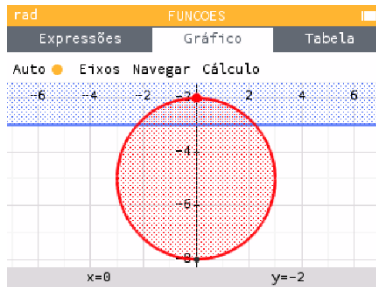 rad FUNCOES
Expressões Gráfico Tabela
Auto Eixos Navegar Cálculo
-6 -4 -2 -2 2 4 6
-4
-6
-8
x=0 y=-2